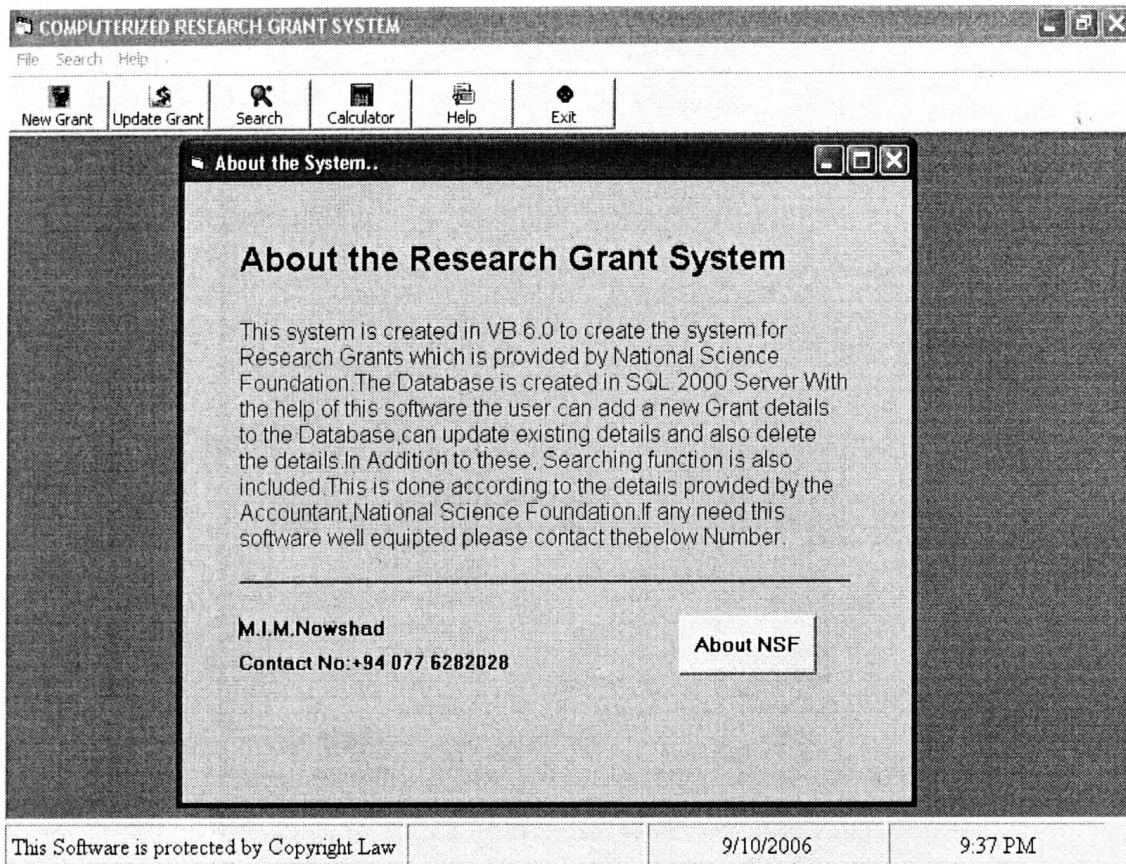 COMPUTERIZED RESEARCH GRANT SYSTEM
File Search Help
New Grant Update Grant Search Calculator Help Exit
About the System..
About the Research Grant System
This system is created in VB 6.0 to create the system for
Research Grants which is provided by National Science
Foundation.The Database is created in SQL 2000 Server With
the help of this software the user can add a new Grant details
to the Database,can update existing details and also delete
the details.In Addition to these, Searching function is also
included.This is done according to the details provided by the
Accountant,National Science Foundation.If any need this
software well equipted please contact thebelow Number.
M.I.M.Nowshad
Contact No:+94 077 6282028
About NSF
This Software is protected by Copyright Law 9/10/2006 9:37 PM